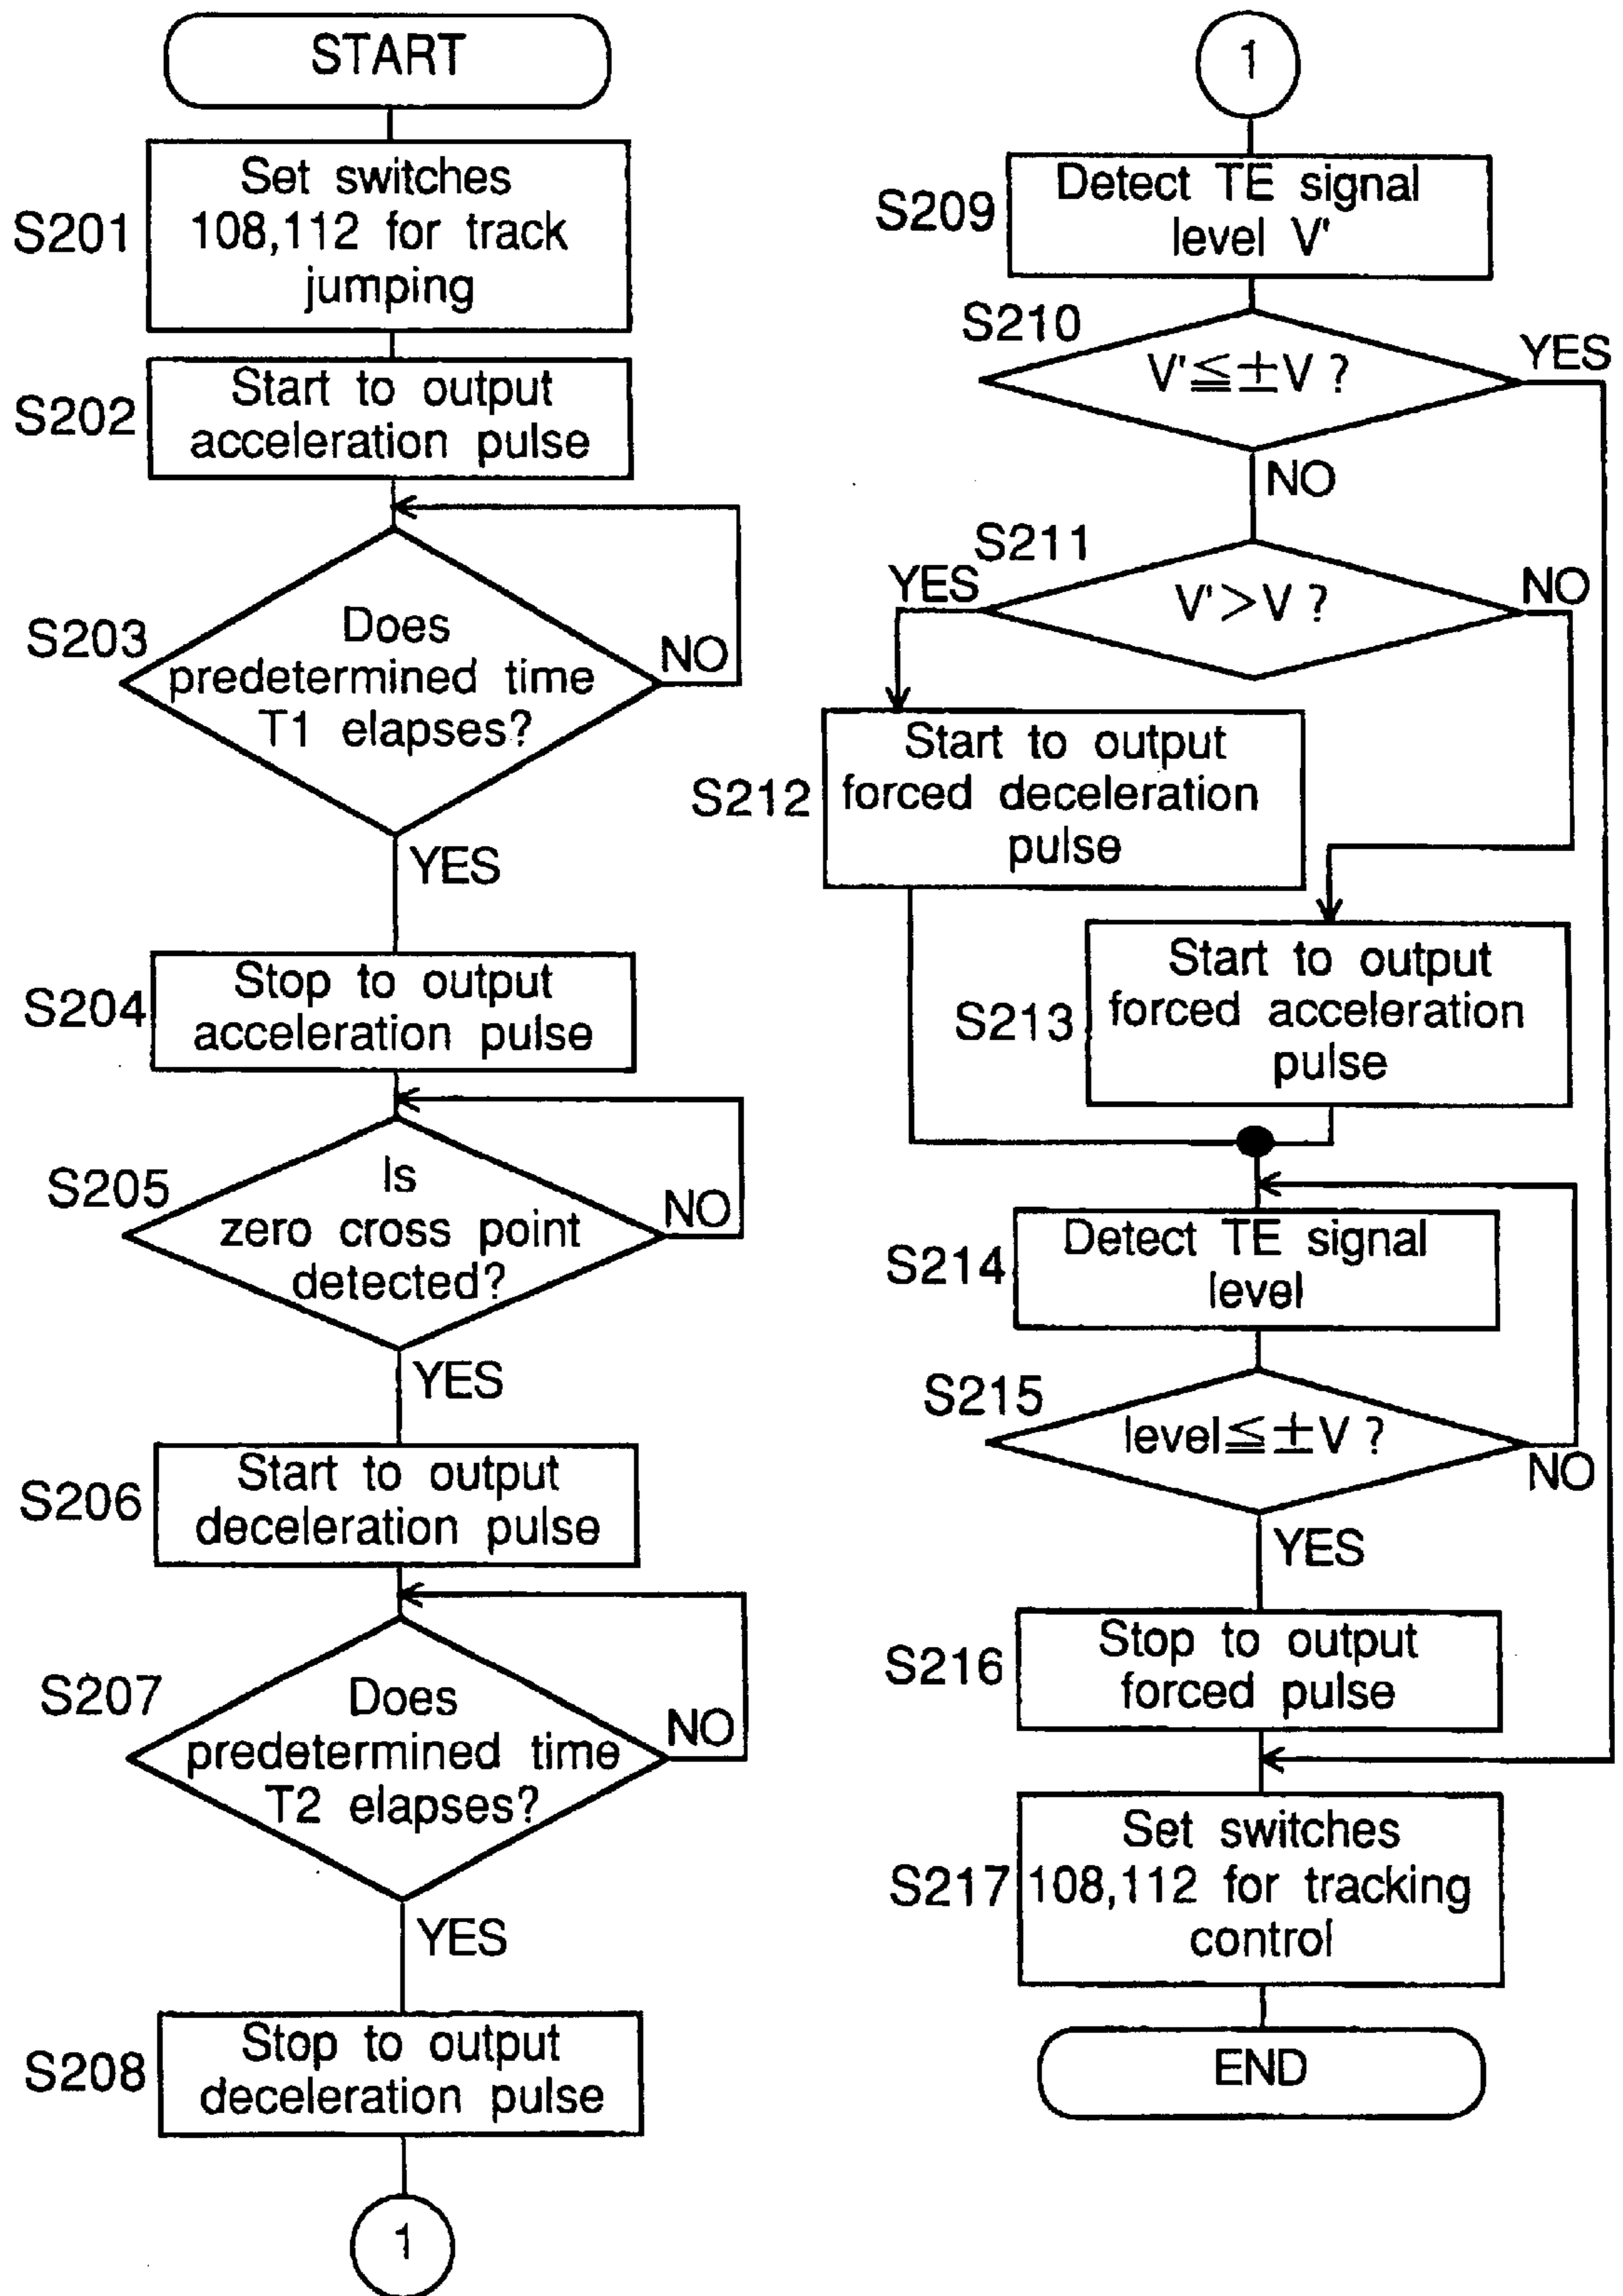 START
S201
Set switches
108,112 for track
jumping
S202
Start to output
acceleration pulse
S203
Does
predetermined time
T1 elapses?
NO
YES
S204
Stop to output
acceleration pulse
S205
Is
zero cross point
detected?
NO
YES
S206
Start to output
deceleration pulse
S207
Does
predetermined time
T2 elapses?
NO
YES
S208
Stop to output
deceleration pulse
1
1
S209
Detect TE signal
level V'
S210
V'≦±V ?
YES
NO
S211
YES
V'>V ?
NO
S212
Start to output
forced deceleration
pulse
S213
Start to output
forced acceleration
pulse
S214
Detect TE signal
level
S215
level≦±V ?
NO
YES
S216
Stop to output
forced pulse
S217
Set switches
108,112 for tracking
control
END